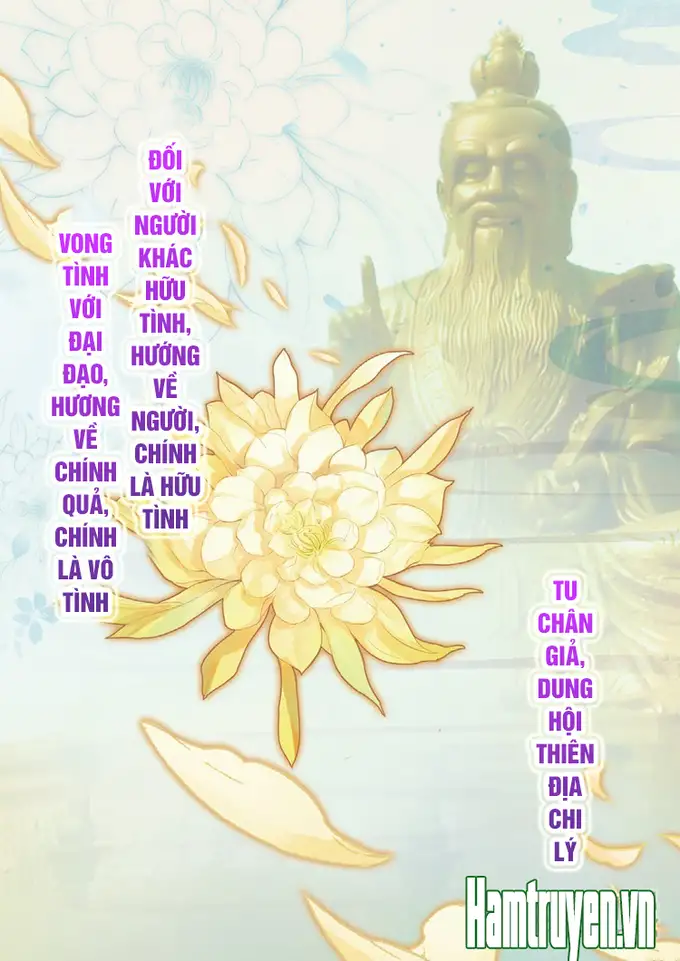 TU
CHÂN
GIẢ,
DUNG
HỘI
THIÊN
ĐỊA
CHI
LÝ
ĐỐI
VỚI
NGƯỜI
KHÁC
HỮU
TÌNH,
HƯỚNG
VỀ
NGƯỜI,
CHÍNH
LÀ HỮU
TÌNH
VONG
TÌNH
VỚI
ĐẠI
ĐẠO,
HƯƠNG
VỀ
CHÍNH
QUẢ,
CHÍNH
LÀ VÔ
TÌNH
Hamtruyen.vn